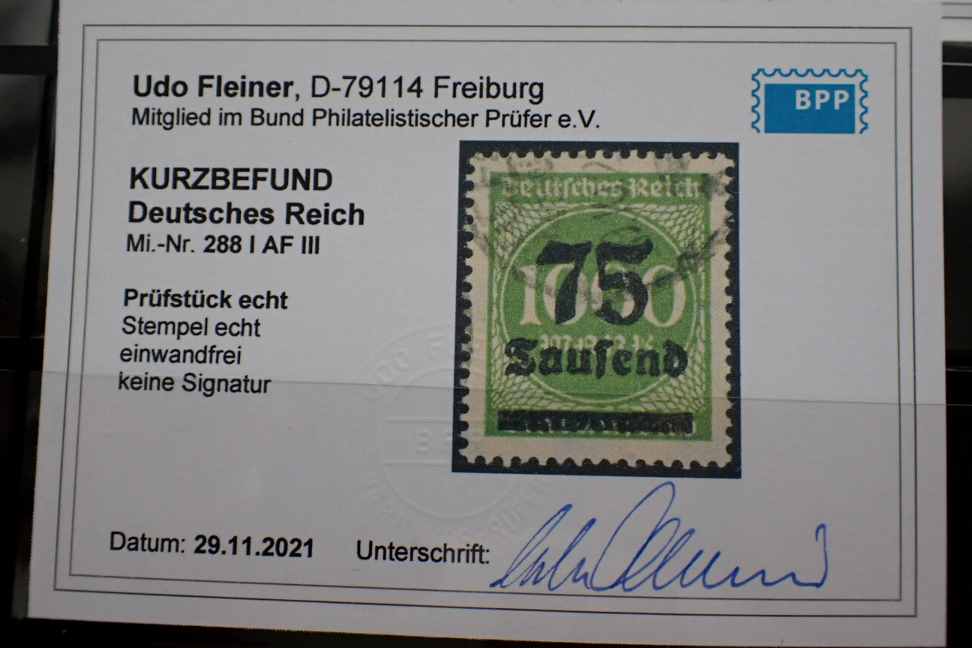 Udo Fleiner, D-79114 Freiburg
Mitglied im Bund Philatelistischer Prüfer e.V.
BPP
KURZBEFUND
Deutsches Reich
Mi.-Nr. 288 I AF III
Prüfstück echt
Stempel echt
einwandfrei
keine Signatur
Deutsches Reich
75
1000
Tausend
Datum: 29.11.2021
Unterschrift: